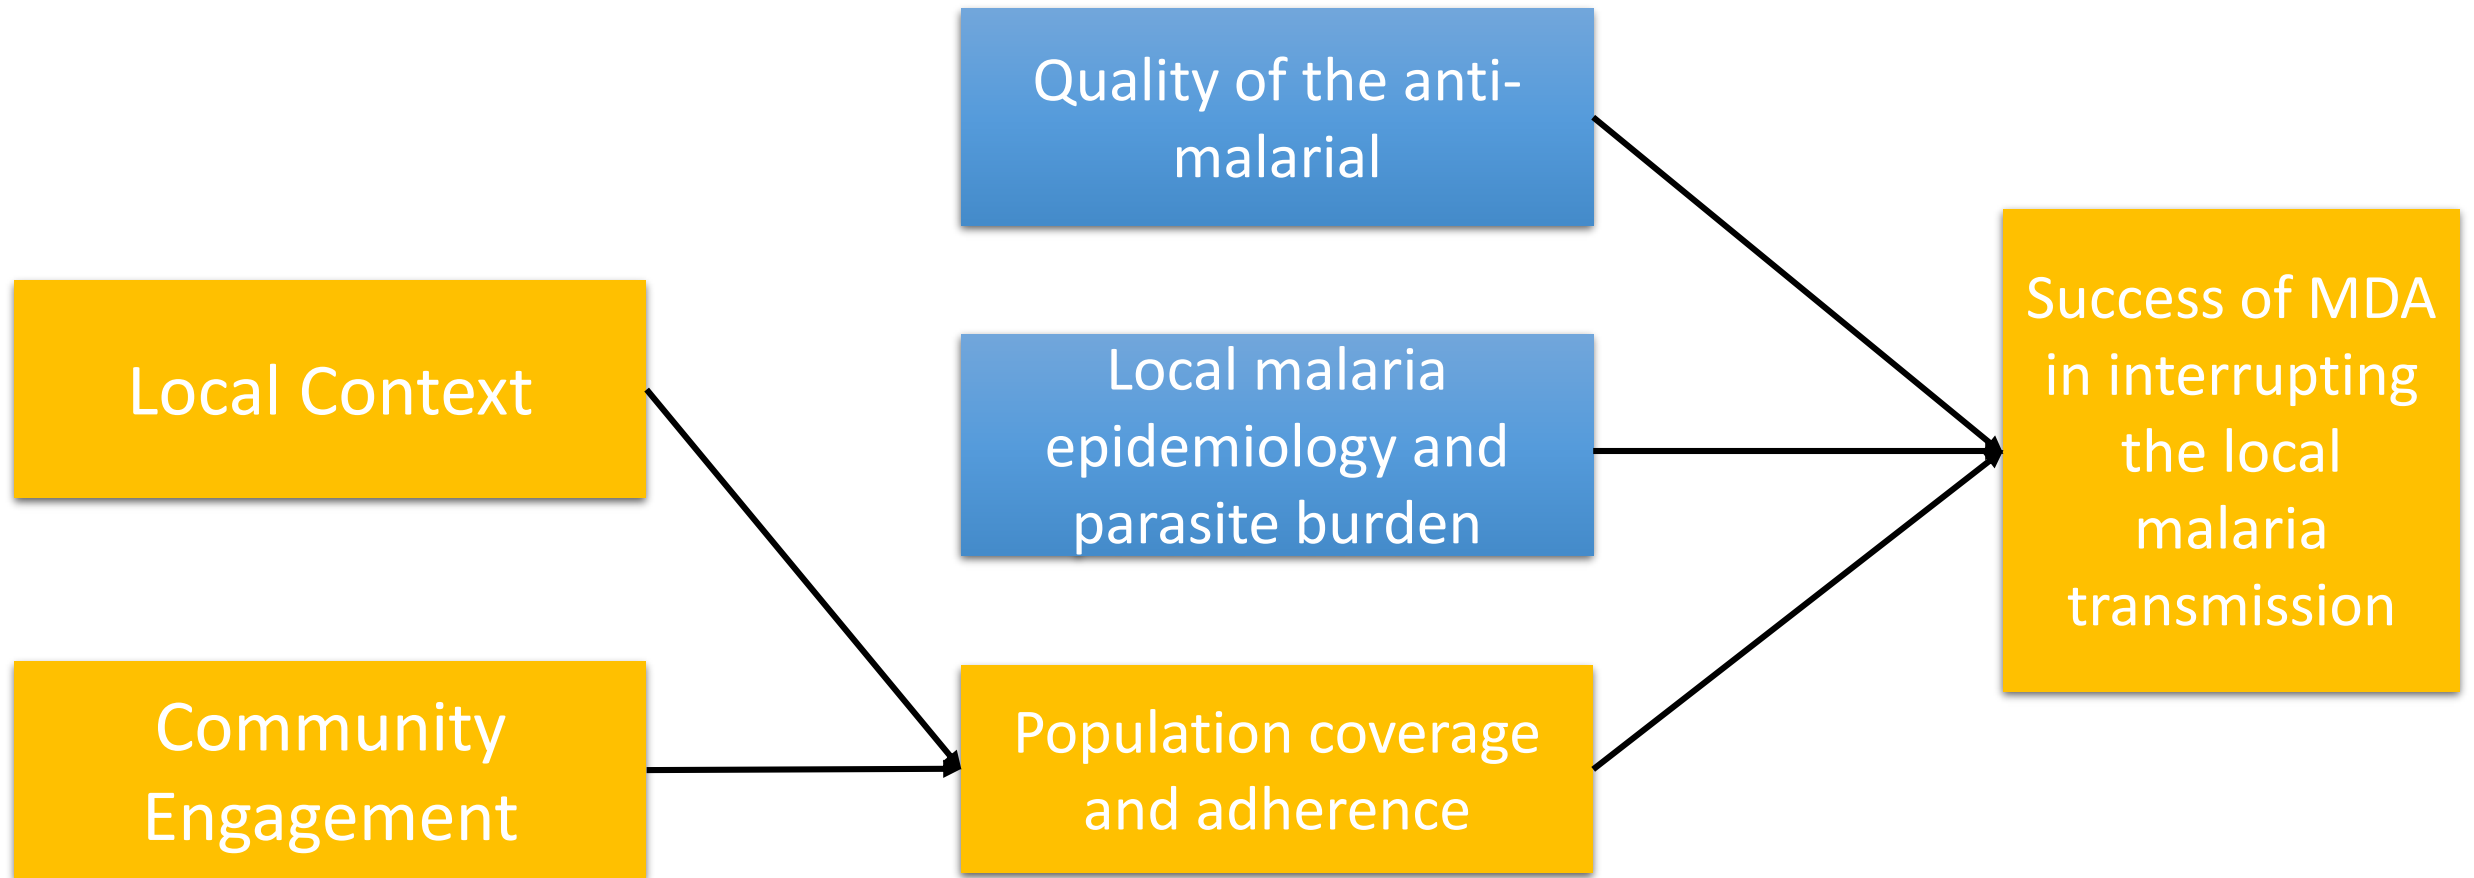 Quality of the anti-
malarial
Local Context
Local malaria
epidemiology and
parasite burden
Success of MDA
in interrupting
the local
malaria
transmission
Community
Engagement
Population coverage
and adherence